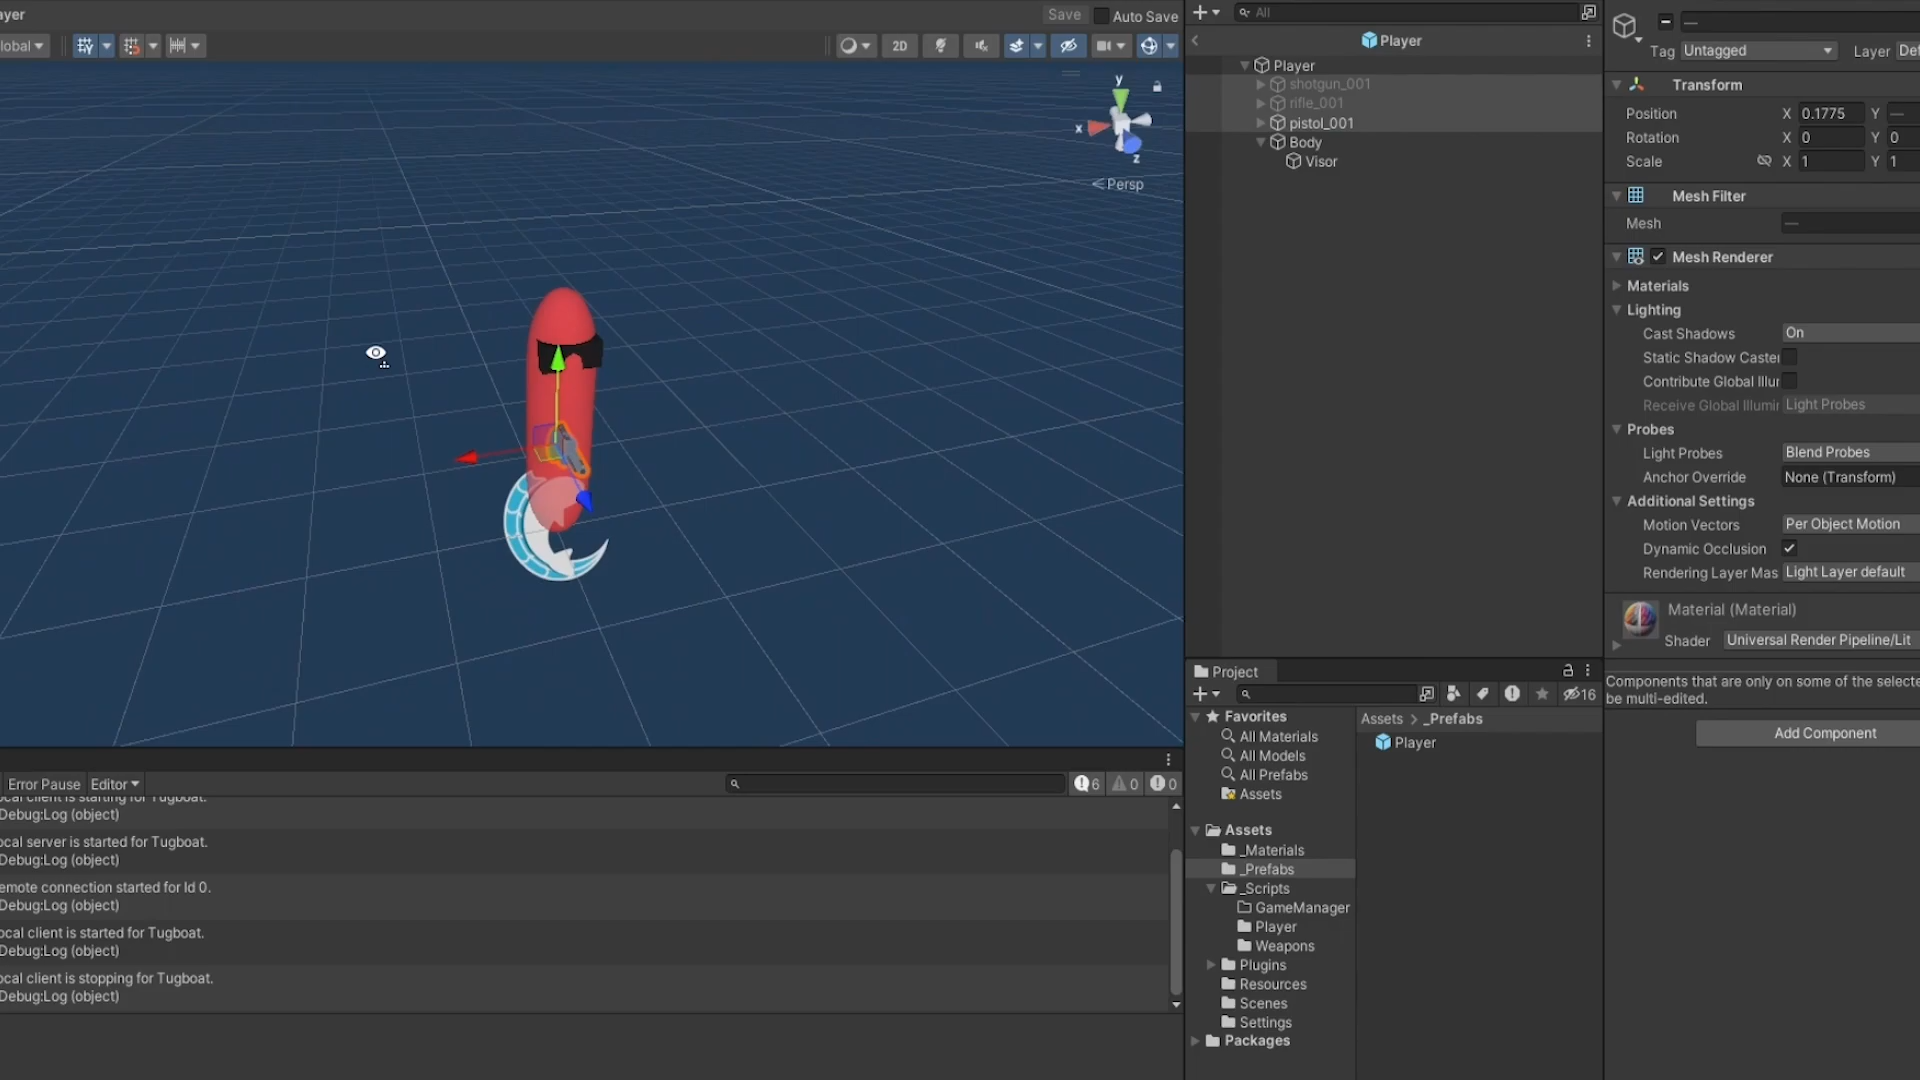 ayer
Save
Auto Save
lobal
2D
y
x
z
Persp
All
Player
Player
shotgun_001
rifle_001
pistol_001
Body
Visor
Tag Untagged Layer Def
Transform
Position X 0.1775 Y —
Rotation X 0 Y 0
Scale X 1 Y 1
Mesh Filter
Mesh —
Mesh Renderer
Materials
Lighting
Cast Shadows On
Static Shadow Caster
Contribute Global Illur
Receive Global Illumir Light Probes
Probes
Light Probes Blend Probes
Anchor Override None (Transform)
Additional Settings
Motion Vectors Per Object Motion
Dynamic Occlusion
Rendering Layer Mas Light Layer default
Material (Material)
Shader Universal Render Pipeline/Lit
Components that are only on some of the selecte
be multi-edited.
Add Component
Project
16
Favorites
All Materials
All Models
All Prefabs
Assets
Assets
_Materials
_Prefabs
_Scripts
GameManager
Player
Weapons
Plugins
Resources
Scenes
Settings
Packages
Assets > _Prefabs
Player
Error Pause Editor
6 0 0
ocal client is starting for Tugboat.
Debug:Log (object)
ocal server is started for Tugboat.
Debug:Log (object)
emote connection started for Id 0.
Debug:Log (object)
ocal client is started for Tugboat.
Debug:Log (object)
ocal client is stopping for Tugboat.
Debug:Log (object)